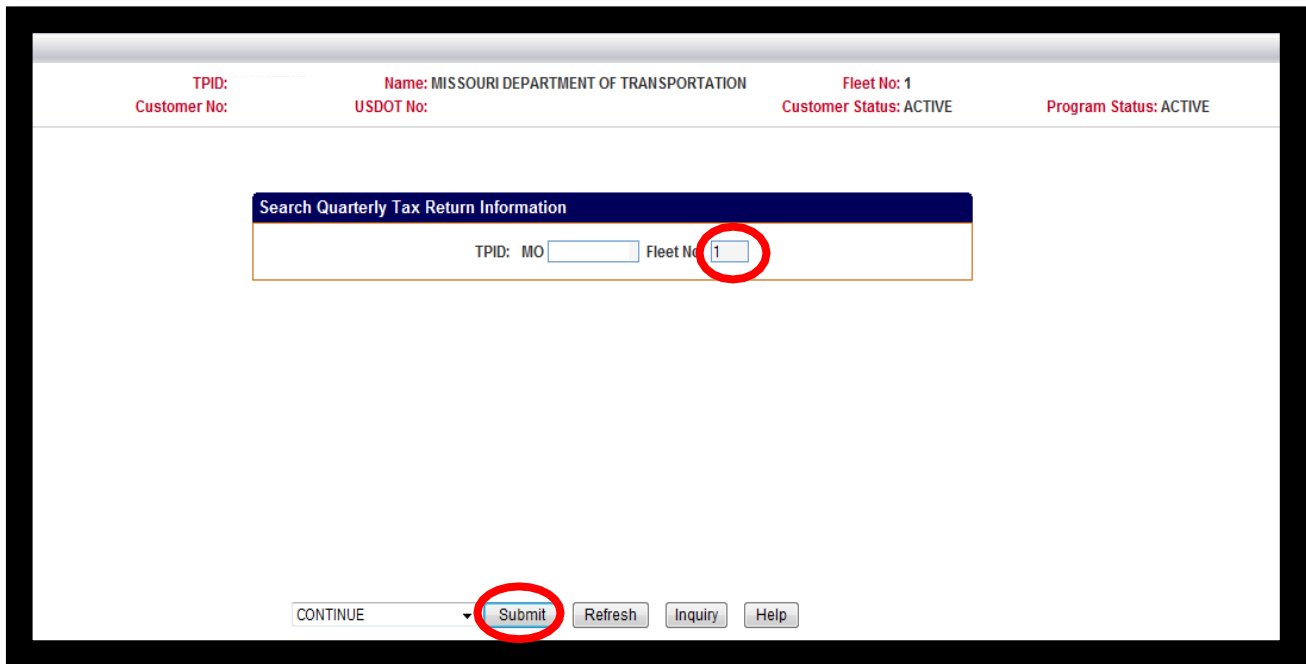 TPID: Name: MISSOURI DEPARTMENT OF TRANSPORTATION Fleet No: 1
Customer No: USDOT No: Customer Status: ACTIVE Program Status: ACTIVE
Search Quarterly Tax Return Information
TPID: MO Fleet No 1
CONTINUE Submit Refresh Inquiry Help